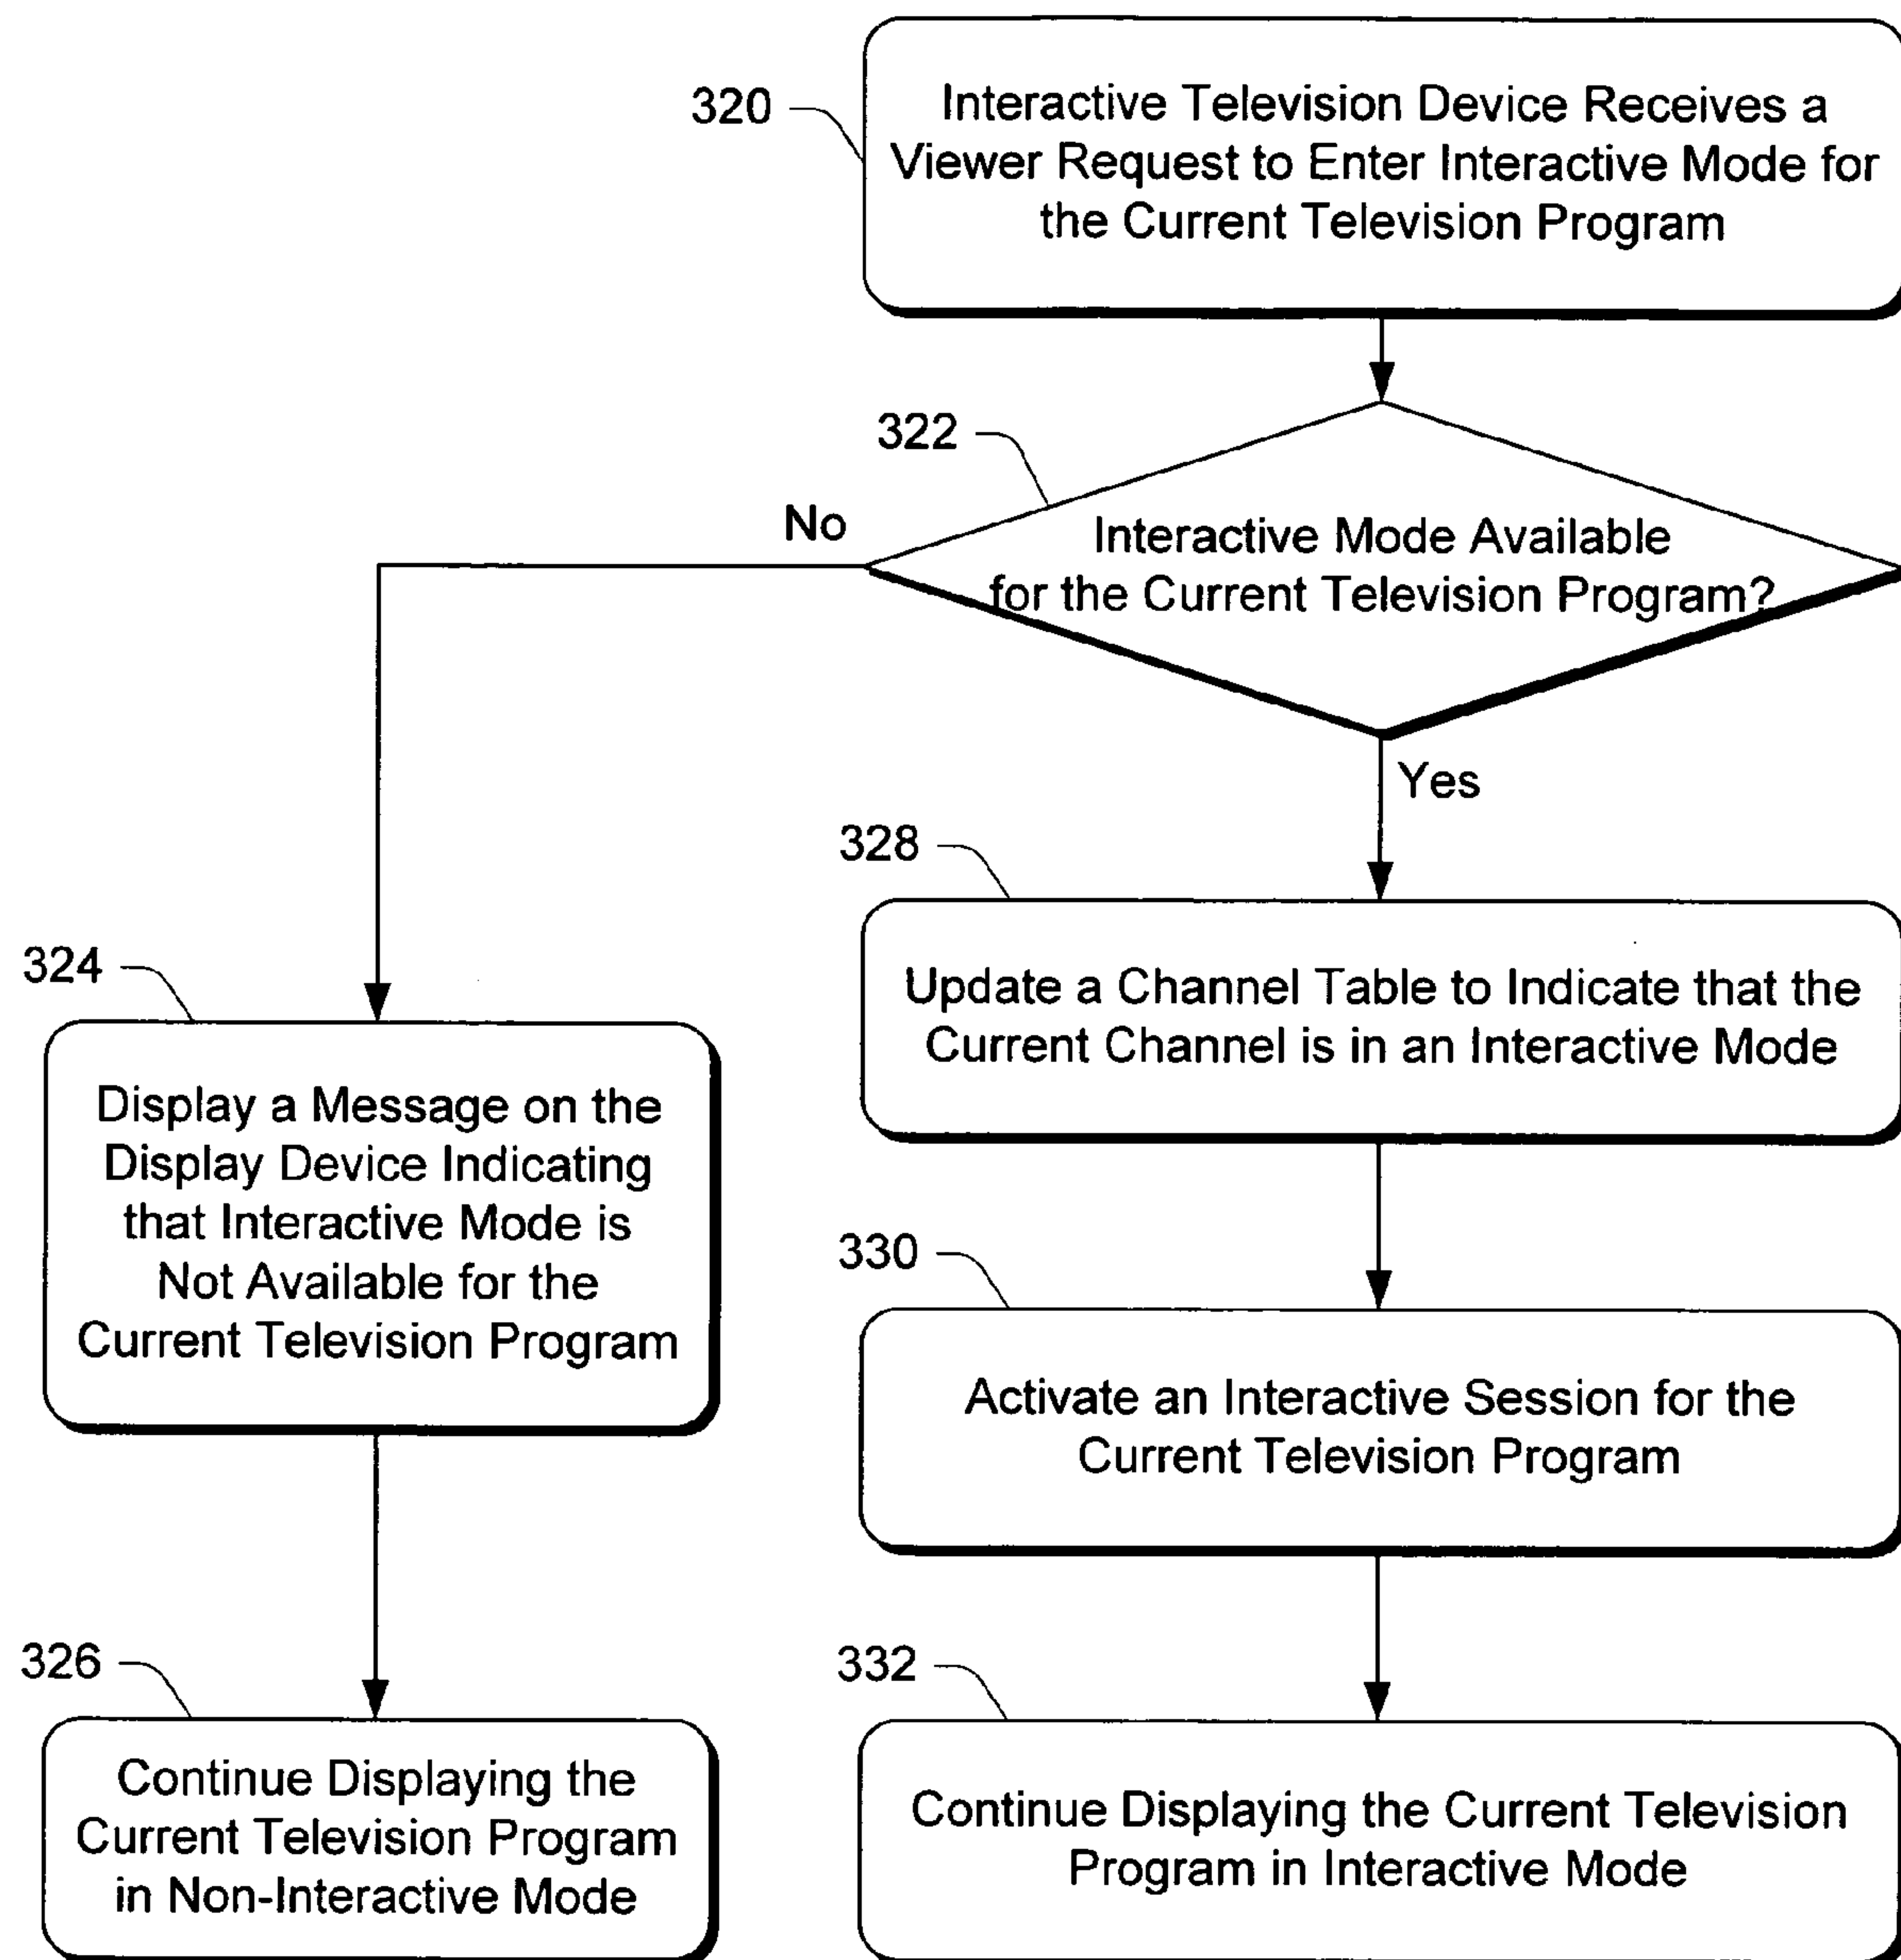 320
Interactive Television Device Receives a
Viewer Request to Enter Interactive Mode for
the Current Television Program
322
No
Interactive Mode Available
for the Current Television Program?
Yes
328
Update a Channel Table to Indicate that the
Current Channel is in an Interactive Mode
324
Display a Message on the
Display Device Indicating
that Interactive Mode is
Not Available for the
Current Television Program
330
Activate an Interactive Session for the
Current Television Program
326
Continue Displaying the
Current Television Program
in Non-Interactive Mode
332
Continue Displaying the Current Television
Program in Interactive Mode